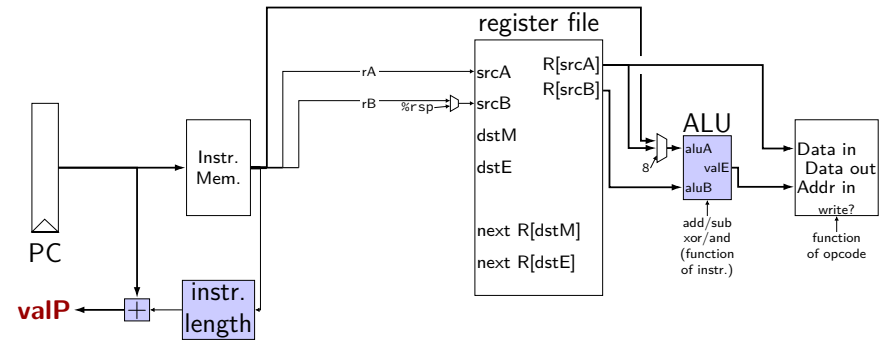 register file
rA
srcA
R[srcA]
R[srcB]
rB
%rsp
srcB
dstM
dstE
next R[dstM]
next R[dstE]
PC
Instr.
Mem.
instr.
length
+
valP
8
ALU
aluA
valE
aluB
add/sub
xor/and
(function
of instr.)
Data in
Data out
Addr in
write?
function
of opcode